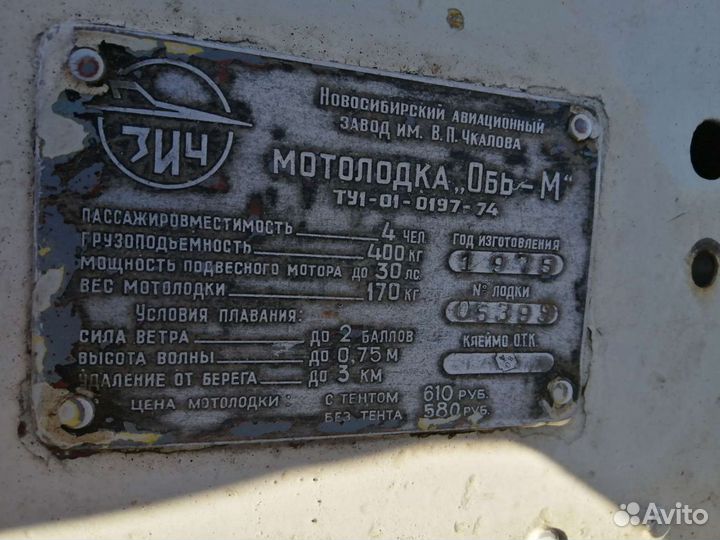 ЗИЧ
НОВОСИБИРСКИЙ АВИАЦИОННЫЙ
ЗАВОД ИМ. В.П. ЧКАЛОВА
МОТОЛОДКА „ОБЬ-М“
ТУ1-01-0197-74
ПАССАЖИРОВМЕСТИМОСТЬ 4 ЧЕЛ
ГРУЗОПОДЪЕМНОСТЬ 400 КГ
МОЩНОСТЬ ПОДВЕСНОГО МОТОРА ДО 30 ЛС.
ВЕС МОТОЛОДКИ 170 КГ
УСЛОВИЯ ПЛАВАНИЯ:
СИЛА ВЕТРА ДО 2 БАЛЛОВ
ВЫСОТА ВОЛНЫ ДО 0,75 М
УДАЛЕНИЕ ОТ БЕРЕГА ДО 3 КМ
ГОД ИЗГОТОВЛЕНИЯ
1975
№ ЛОДКИ
05399
КЛЕЙМО О.Т.К.
ЦЕНА МОТОЛОДКИ: С ТЕНТОМ 610 РУБ.
БЕЗ ТЕНТА 580 РУБ.
Avito